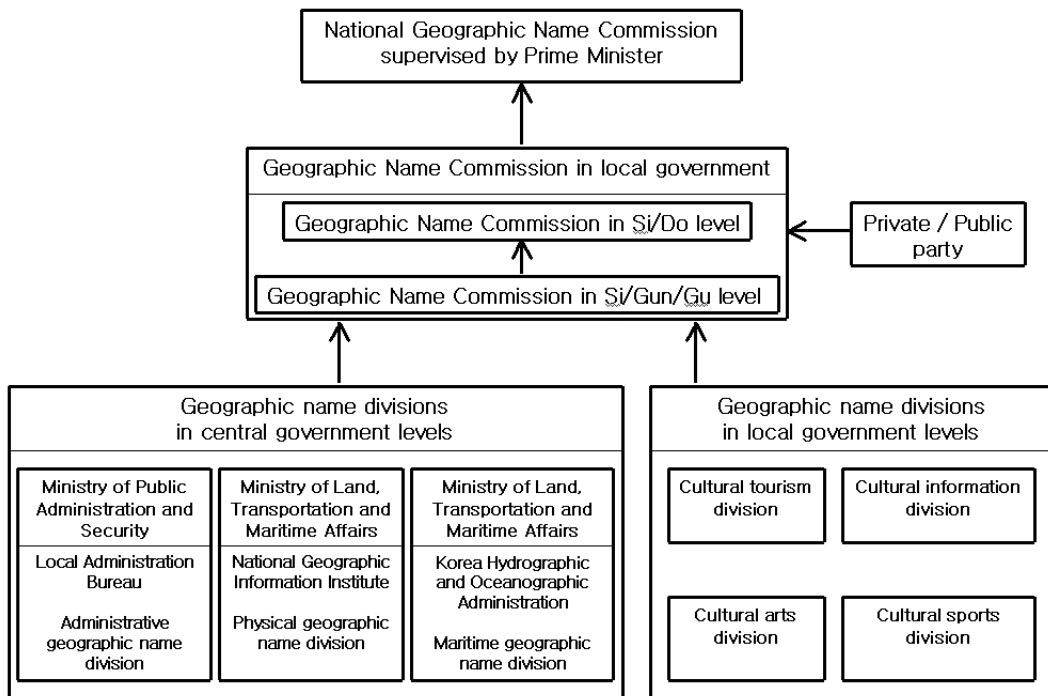 National Geographic Name Commission
supervised by Prime Minister
Geographic Name Commission in local government
Geographic Name Commission in Si/Do level
Private / Public
party
Geographic Name Commission in Si/Gun/Gu level
Geographic name divisions
in central government levels
Ministry of Public
Administration and
Security
Local Administration
Bureau
Administrative
geographic name
division
Ministry of Land,
Transportation and
Maritime Affairs
National Geographic
Information Institute
Physical geographic
name division
Ministry of Land,
Transportation and
Maritime Affairs
Korea Hydrographic
and Oceanographic
Administration
Maritime geographic
name division
Geographic name divisions
in local government levels
Cultural tourism
division
Cultural information
division
Cultural arts
division
Cultural sports
division